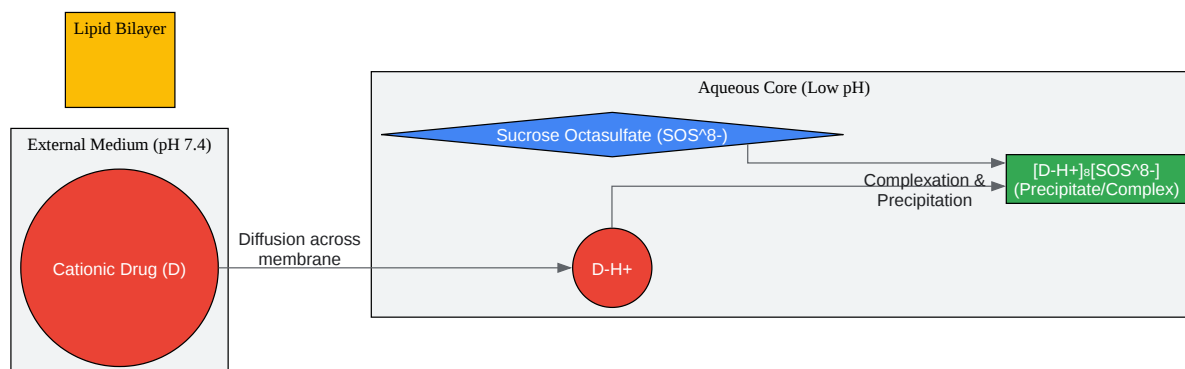 Lipid Bilayer
External Medium (pH 7.4)
Cationic Drug (D)
Diffusion across
membrane
Aqueous Core (Low pH)
Sucrose Octasulfate (SOS^8-)
D-H+
Complexation &
Precipitation
[D-H+]₈[SOS^8-]
(Precipitate/Complex)